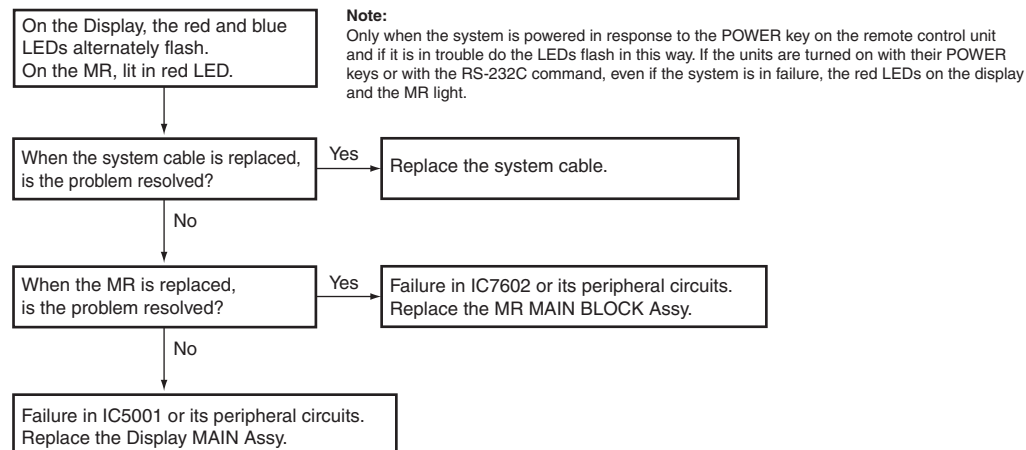 On the Display, the red and blue
LEDs alternately flash.
On the MR, lit in red LED.
Note:
Only when the system is powered in response to the POWER key on the remote control unit
and if it is in trouble do the LEDs flash in this way. If the units are turned on with their POWER
keys or with the RS-232C command, even if the system is in failure, the red LEDs on the display
and the MR light.
When the system cable is replaced,
is the problem resolved?
Yes
Replace the system cable.
No
When the MR is replaced,
is the problem resolved?
Yes
Failure in IC7602 or its peripheral circuits.
Replace the MR MAIN BLOCK Assy.
No
Failure in IC5001 or its peripheral circuits.
Replace the Display MAIN Assy.